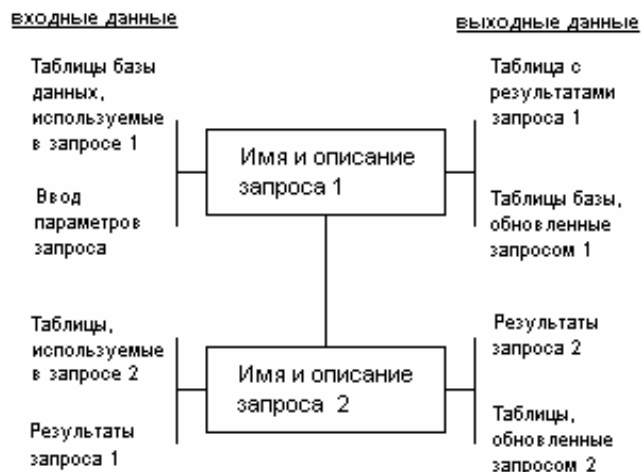 входные данные
выходные данные
Таблицы базы
данных,
используемые
в запросе 1
Ввод
параметров
запроса
Имя и описание
запроса 1
Таблица с
результатами
запроса 1
Таблицы базы,
обновленные
запросом 1
Таблицы,
используемые
в запросе 2
Результаты
запроса 1
Имя и описание
запроса 2
Результаты
запроса 2
Таблицы,
обновленные
запросом 2